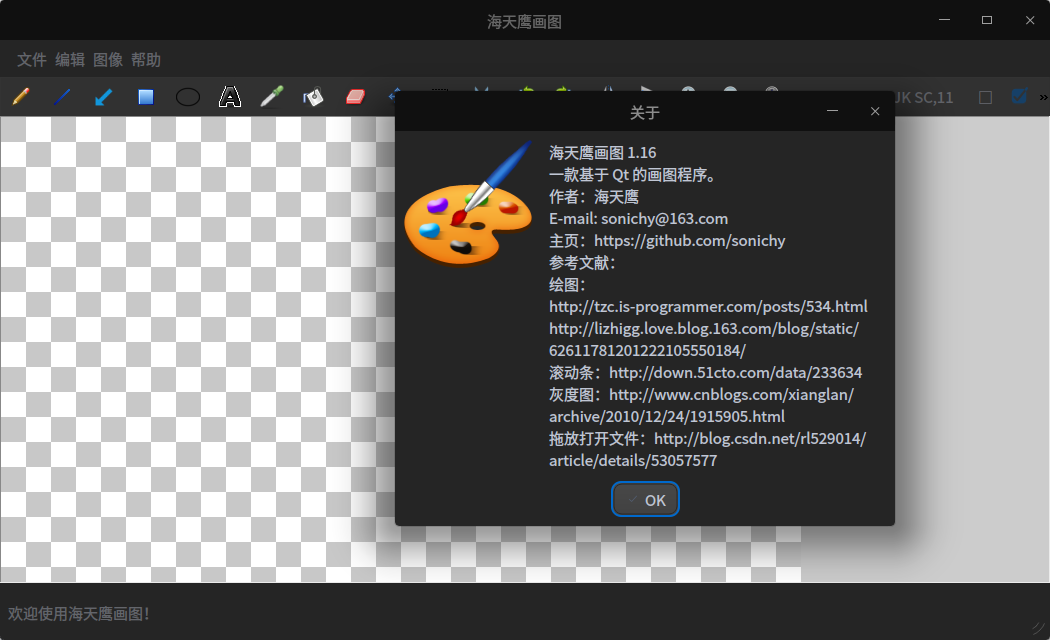 海天鹰画图
文件 编辑 图像 帮助
JK SC,11
»
关于
海天鹰画图 1.16
一款基于 Qt 的画图程序。
作者：海天鹰
E-mail: sonichy@163.com
主页：https://github.com/sonichy
参考文献：
绘图：
http://tzc.is-programmer.com/posts/534.html
http://lizhigg.love.blog.163.com/blog/static/
62611781201222105550184/
滚动条：http://down.51cto.com/data/233634
灰度图：http://www.cnblogs.com/xianglan/
archive/2010/12/24/1915905.html
拖放打开文件：http://blog.csdn.net/rl529014/
article/details/53057577
OK
欢迎使用海天鹰画图！